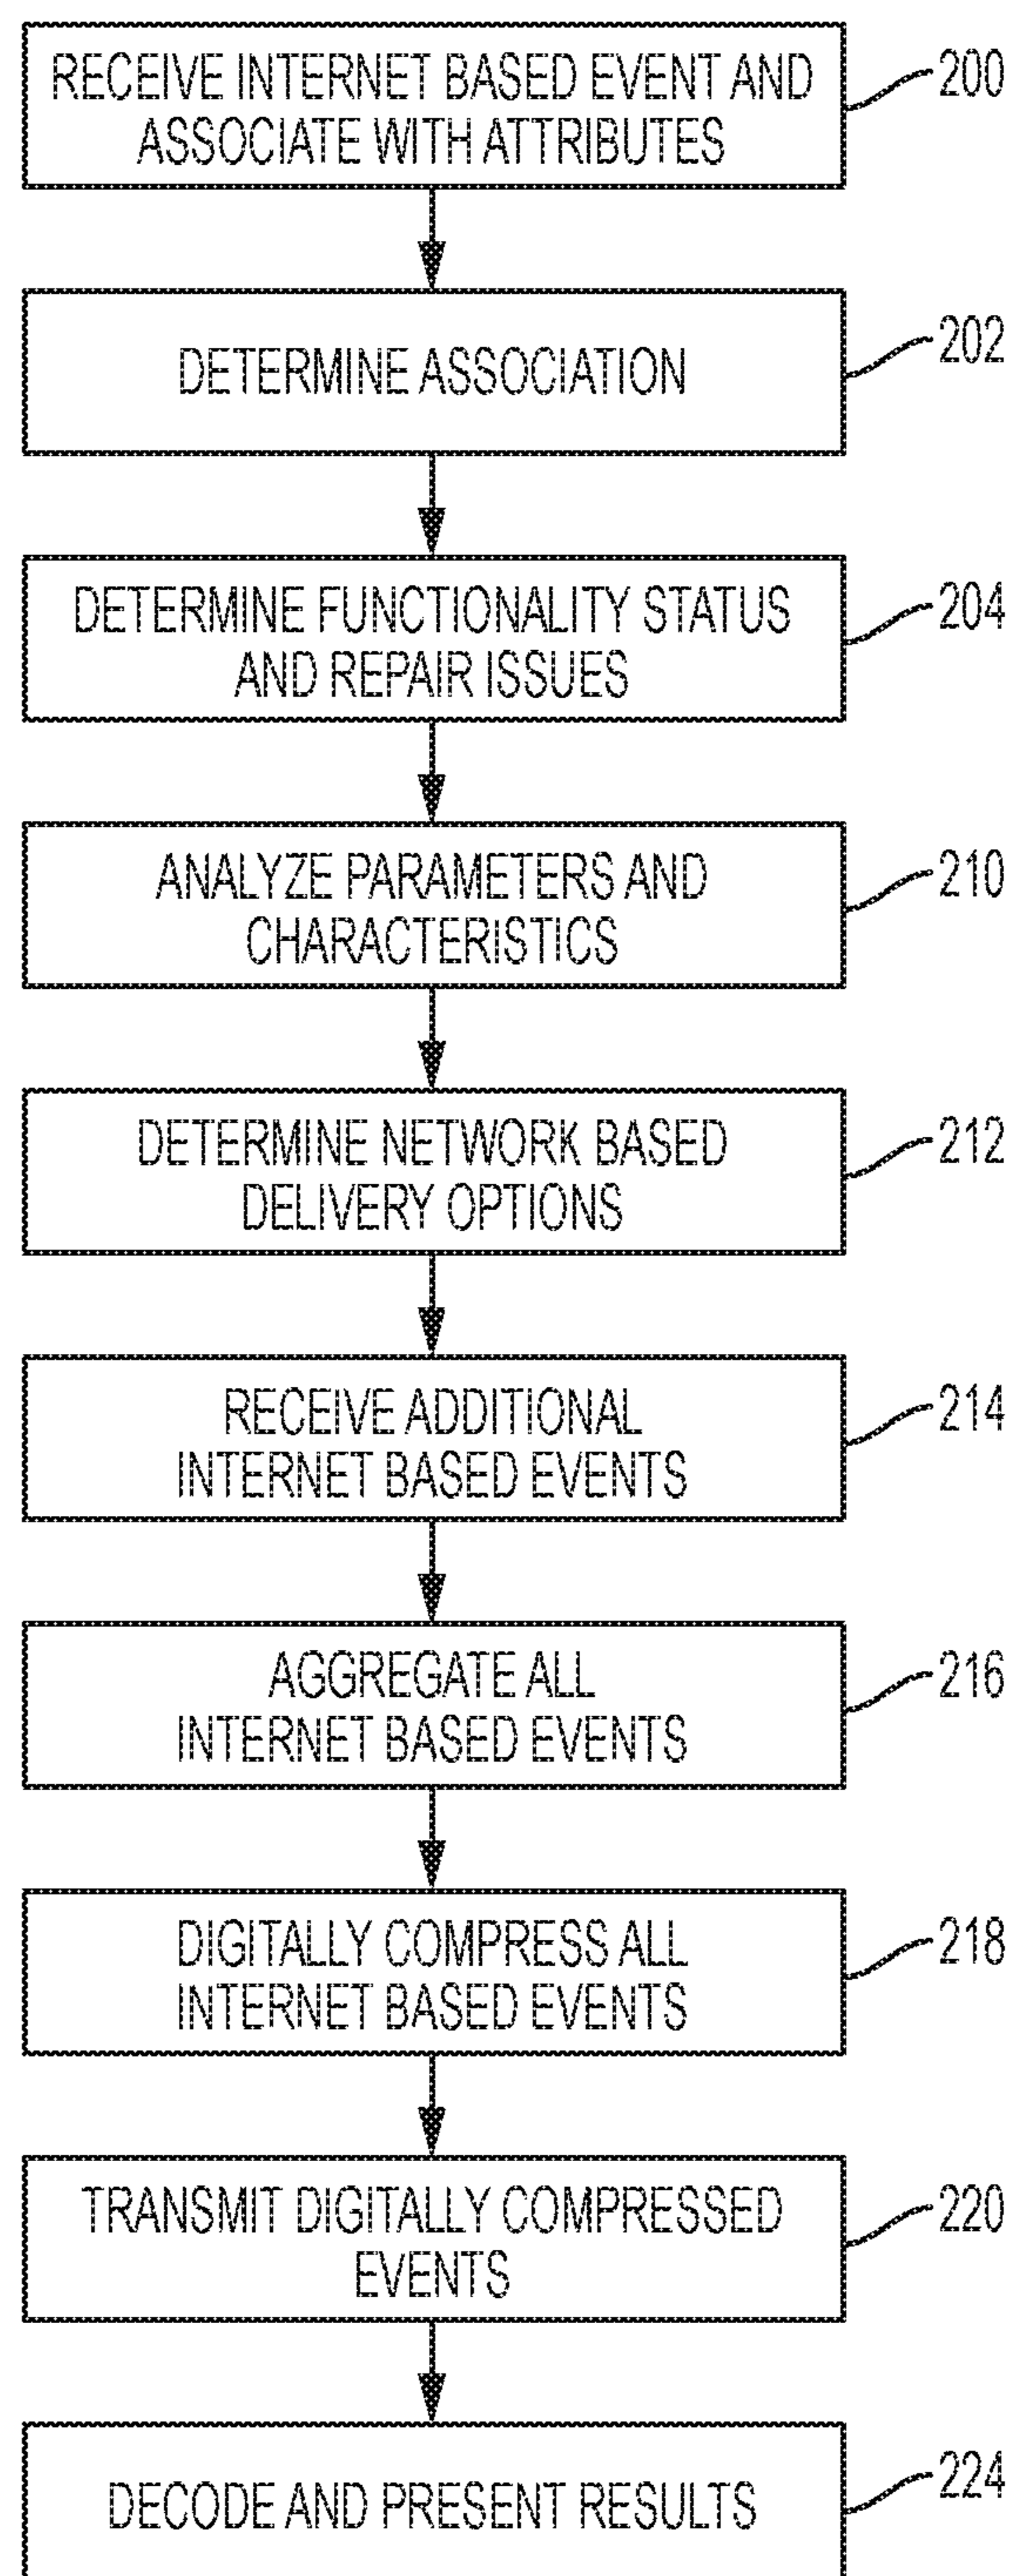 RECEIVE INTERNET BASED EVENT AND
ASSOCIATE WITH ATTRIBUTES
200
DETERMINE ASSOCIATION
202
DETERMINE FUNCTIONALITY STATUS
AND REPAIR ISSUES
204
ANALYZE PARAMETERS AND
CHARACTERISTICS
210
DETERMINE NETWORK BASED
DELIVERY OPTIONS
212
RECEIVE ADDITIONAL
INTERNET BASED EVENTS
214
AGGREGATE ALL
INTERNET BASED EVENTS
216
DIGITALLY COMPRESS ALL
INTERNET BASED EVENTS
218
TRANSMIT DIGITALLY COMPRESSED
EVENTS
220
DECODE AND PRESENT RESULTS
224